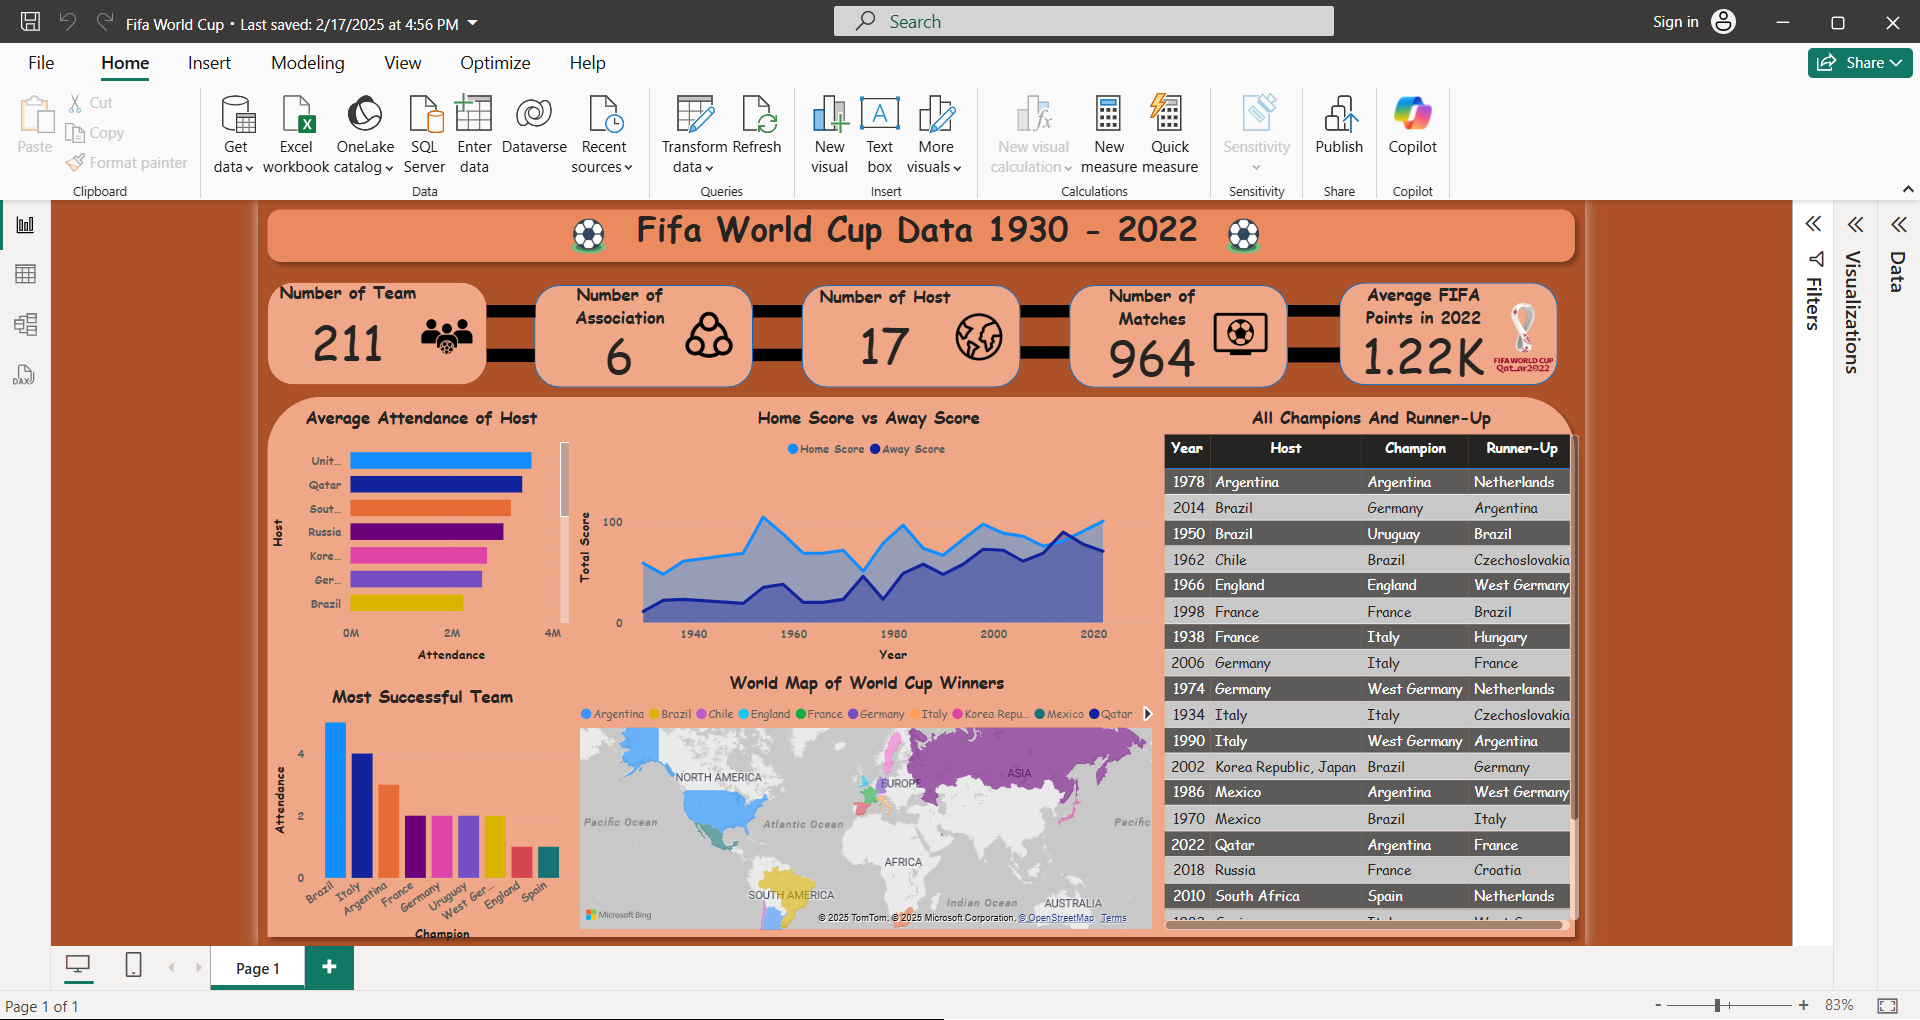 Fifa World Cup • Last saved: 2/17/2025 at 4:56 PM
Search
Sign in
File Home Insert Modeling View Optimize Help
Share
Paste
Cut
Copy
Format painter
Clipboard
Get data
Excel workbook
OneLake catalog
SQL Server
Enter data
Dataverse
Recent sources
Data
Transform data
Refresh
Queries
New visual
Text box
More visuals
Insert
New visual calculation
New measure
Quick measure
Calculations
Sensitivity
Sensitivity
Publish
Share
Copilot
Copilot
DAX
Fifa World Cup Data 1930 - 2022
Number of Team
211
Number of
Association
6
Number of Host
17
Number of
Matches
964
Average FIFA
Points in 2022
1.22K
FIFA WORLD CUP
Qat_ar2022
Average Attendance of Host
Host
Unit...
Qatar
Sout...
Russia
Kore...
Ger...
Brazil
0M 2M 4M
Attendance
Home Score vs Away Score
Home Score Away Score
Total Score
100
0
1940 1960 1980 2000 2020
Year
All Champions And Runner-Up
Year Host Champion Runner-Up
1978 Argentina Argentina Netherlands
2014 Brazil Germany Argentina
1950 Brazil Uruguay Brazil
1962 Chile Brazil Czechoslovakia
1966 England England West Germany
1998 France France Brazil
1938 France Italy Hungary
2006 Germany Italy France
1974 Germany West Germany Netherlands
1934 Italy Italy Czechoslovakia
1990 Italy West Germany Argentina
2002 Korea Republic, Japan Brazil Germany
1986 Mexico Argentina West Germany
1970 Mexico Brazil Italy
2022 Qatar Argentina France
2018 Russia France Croatia
2010 South Africa Spain Netherlands
Most Successful Team
Attendance
4
2
0
Brazil Italy Argentina France Germany Uruguay West Ger... England Spain
Champion
World Map of World Cup Winners
Argentina Brazil Chile England France Germany Italy Korea Repu... Mexico Qatar
NORTH AMERICA
EUROPE
ASIA
Pacific Ocean
Atlantic Ocean
Pacific
AFRICA
SOUTH AMERICA
Indian Ocean
AUSTRALIA
Microsoft Bing
© 2025 TomTom, © 2025 Microsoft Corporation, © OpenStreetMap Terms
Filters
Visualizations
Data
Page 1
+
Page 1 of 1
- + 83%